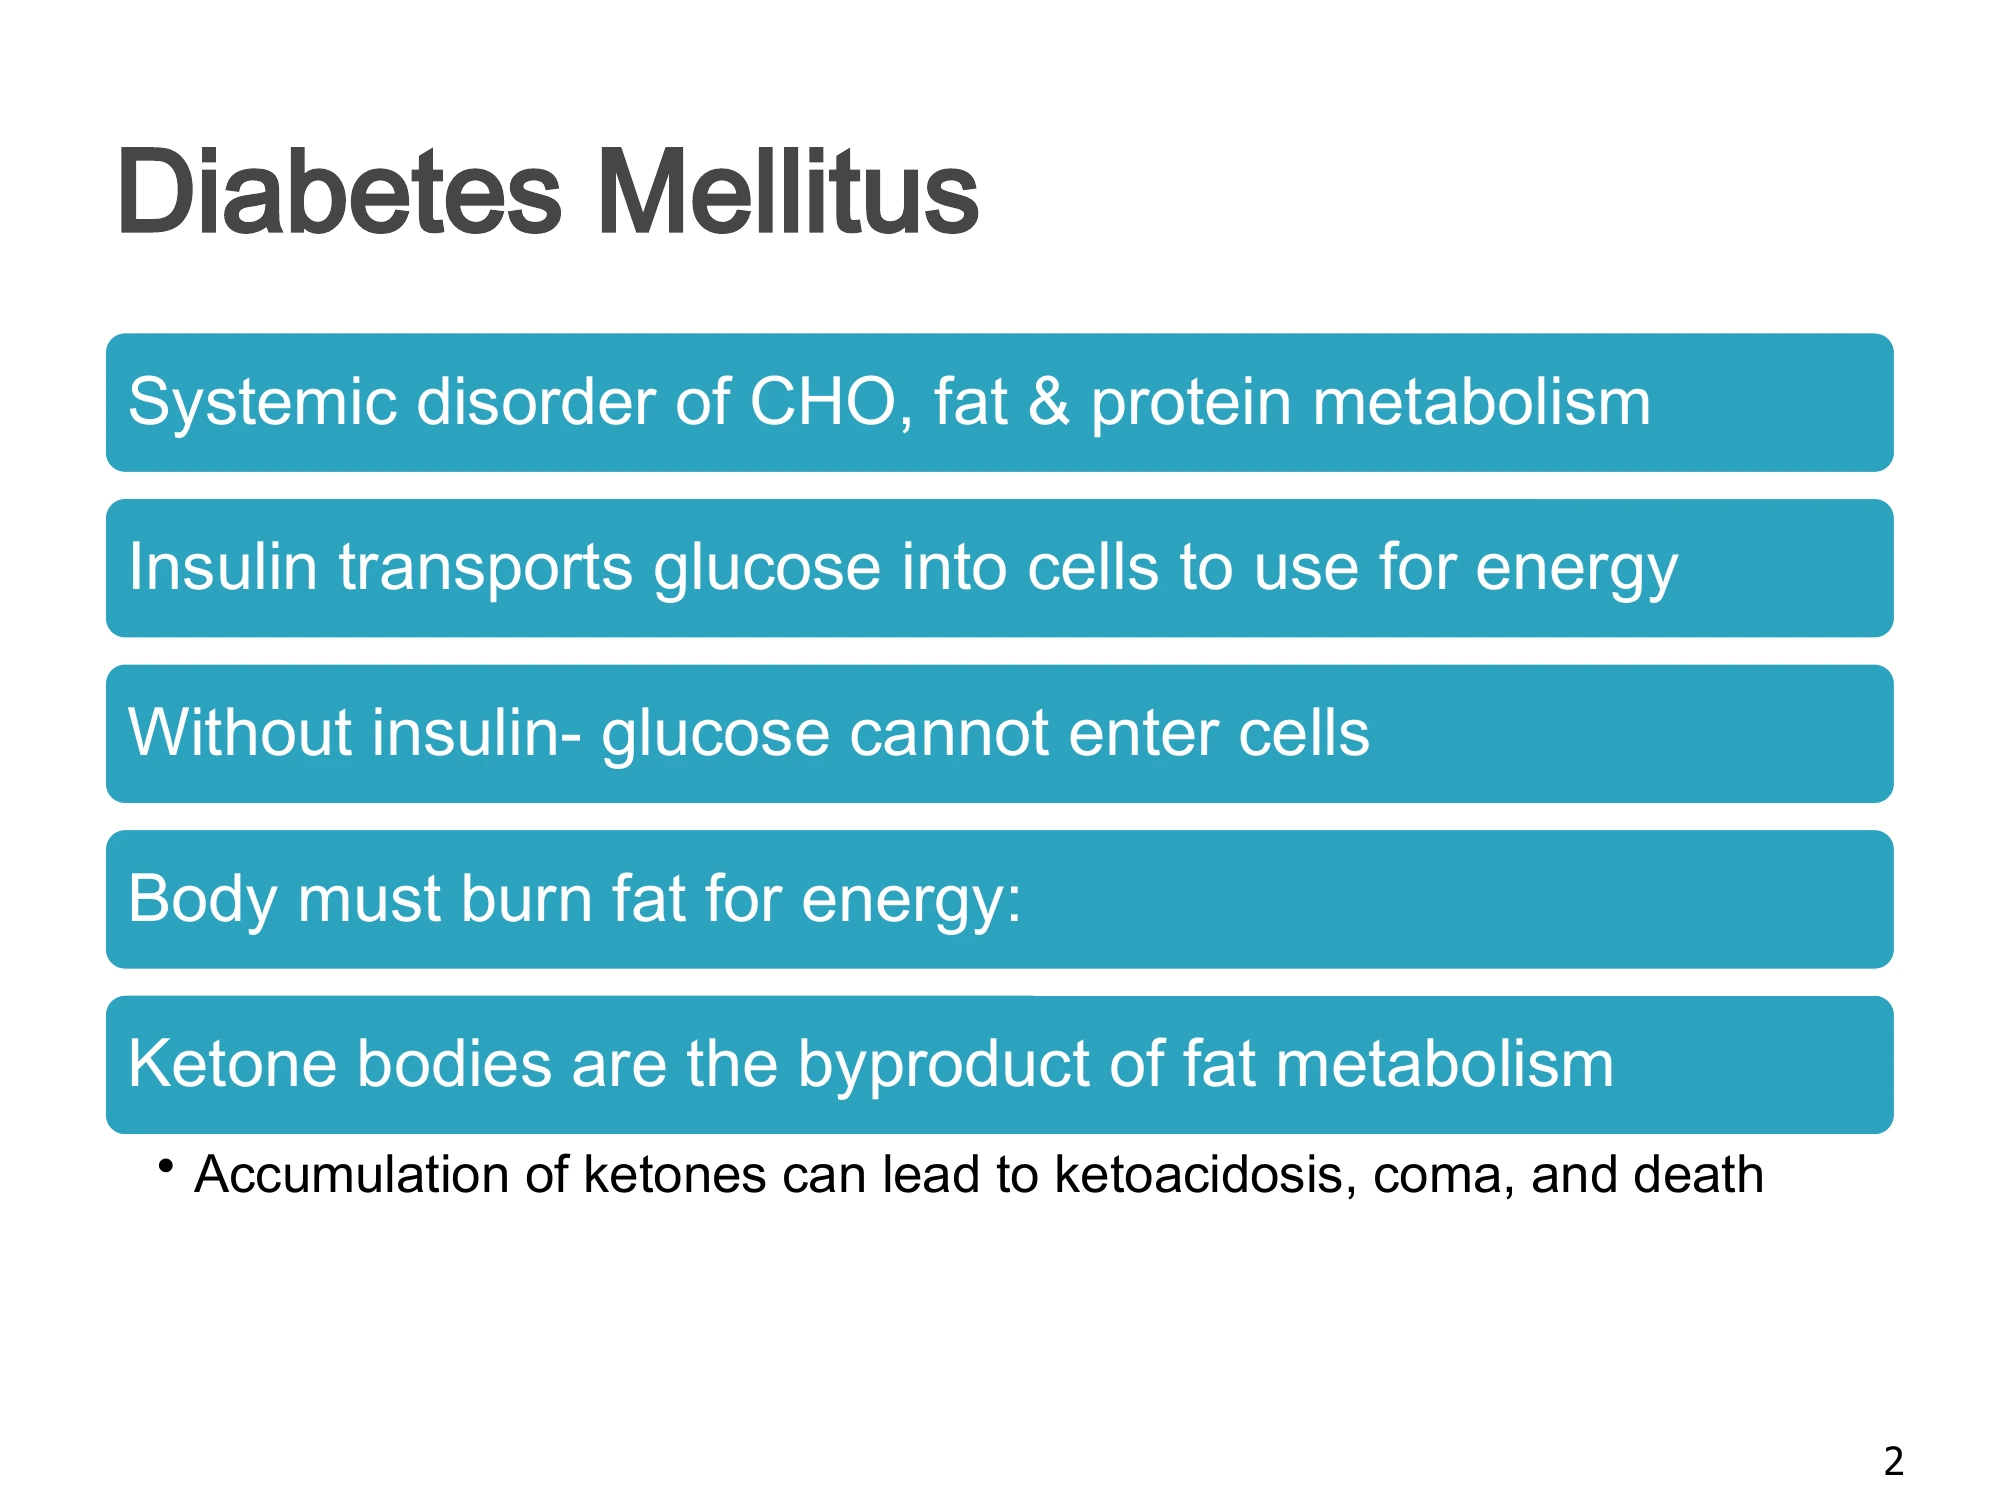 Diabetes Mellitus
Systemic disorder of CHO, fat & protein metabolism
Insulin transports glucose into cells to use for energy
Without insulin- glucose cannot enter cells
Body must burn fat for energy:
Ketone bodies are the byproduct of fat metabolism
• Accumulation of ketones can lead to ketoacidosis, coma, and death
2